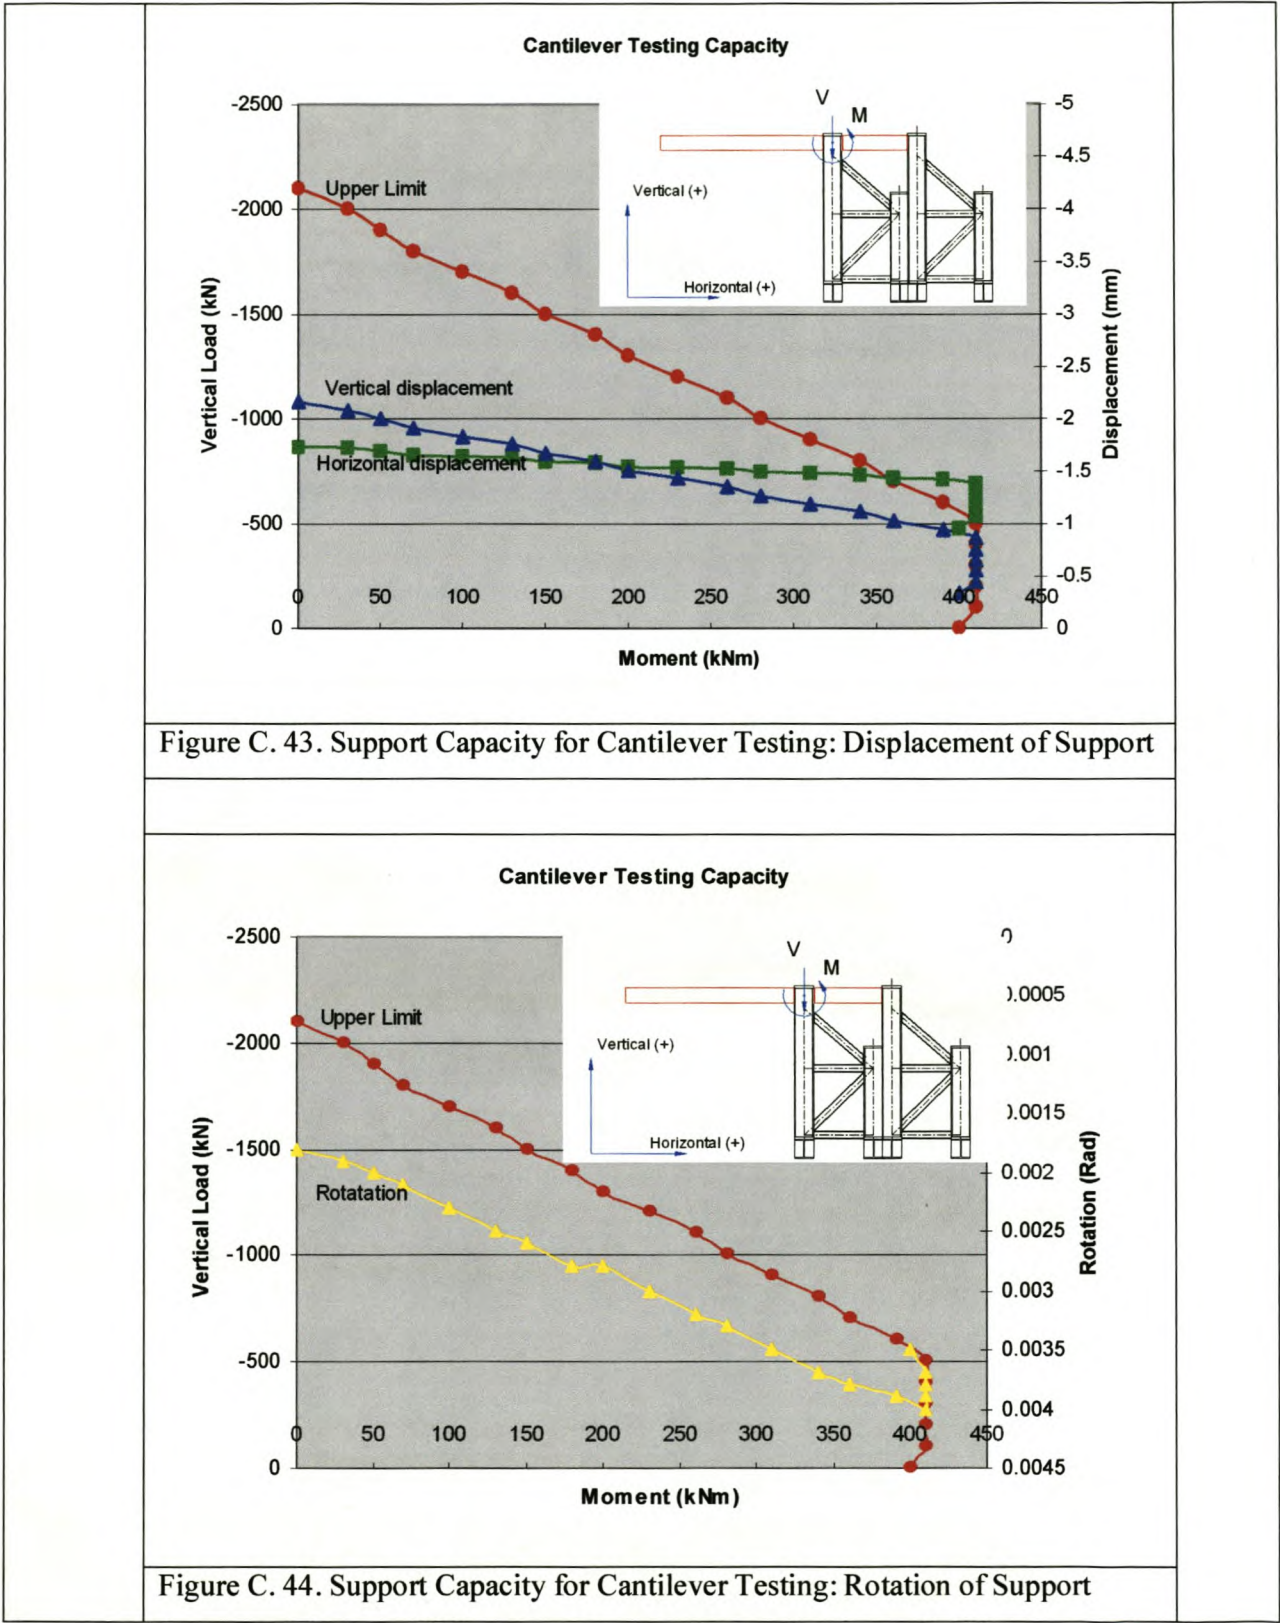 Cantilever Testing Capacity
-2500
-2000
-1500
-1000
-500
0
Vertical Load (kN)
Upper Limit
Vertical displacement
Horizontal displacement
V
M
Vertical (+)
Horizontal (+)
-5
-4.5
-4
-3.5
-3
-2.5
-2
-1.5
-1
-0.5
0
Displacement (mm)
0 50 100 150 200 250 300 350 400 450
Moment (kNm)
Figure C. 43. Support Capacity for Cantilever Testing: Displacement of Support
Cantilever Testing Capacity
-2500
-2000
-1500
-1000
-500
0
Vertical Load (kN)
Upper Limit
Rotatation
V
M
Vertical (+)
Horizontal (+)
0.002
0.0025
0.003
0.0035
0.004
0.0045
Rotation (Rad)
0 50 100 150 200 250 300 350 400 450
Moment (kNm)
Figure C. 44. Support Capacity for Cantilever Testing: Rotation of Support